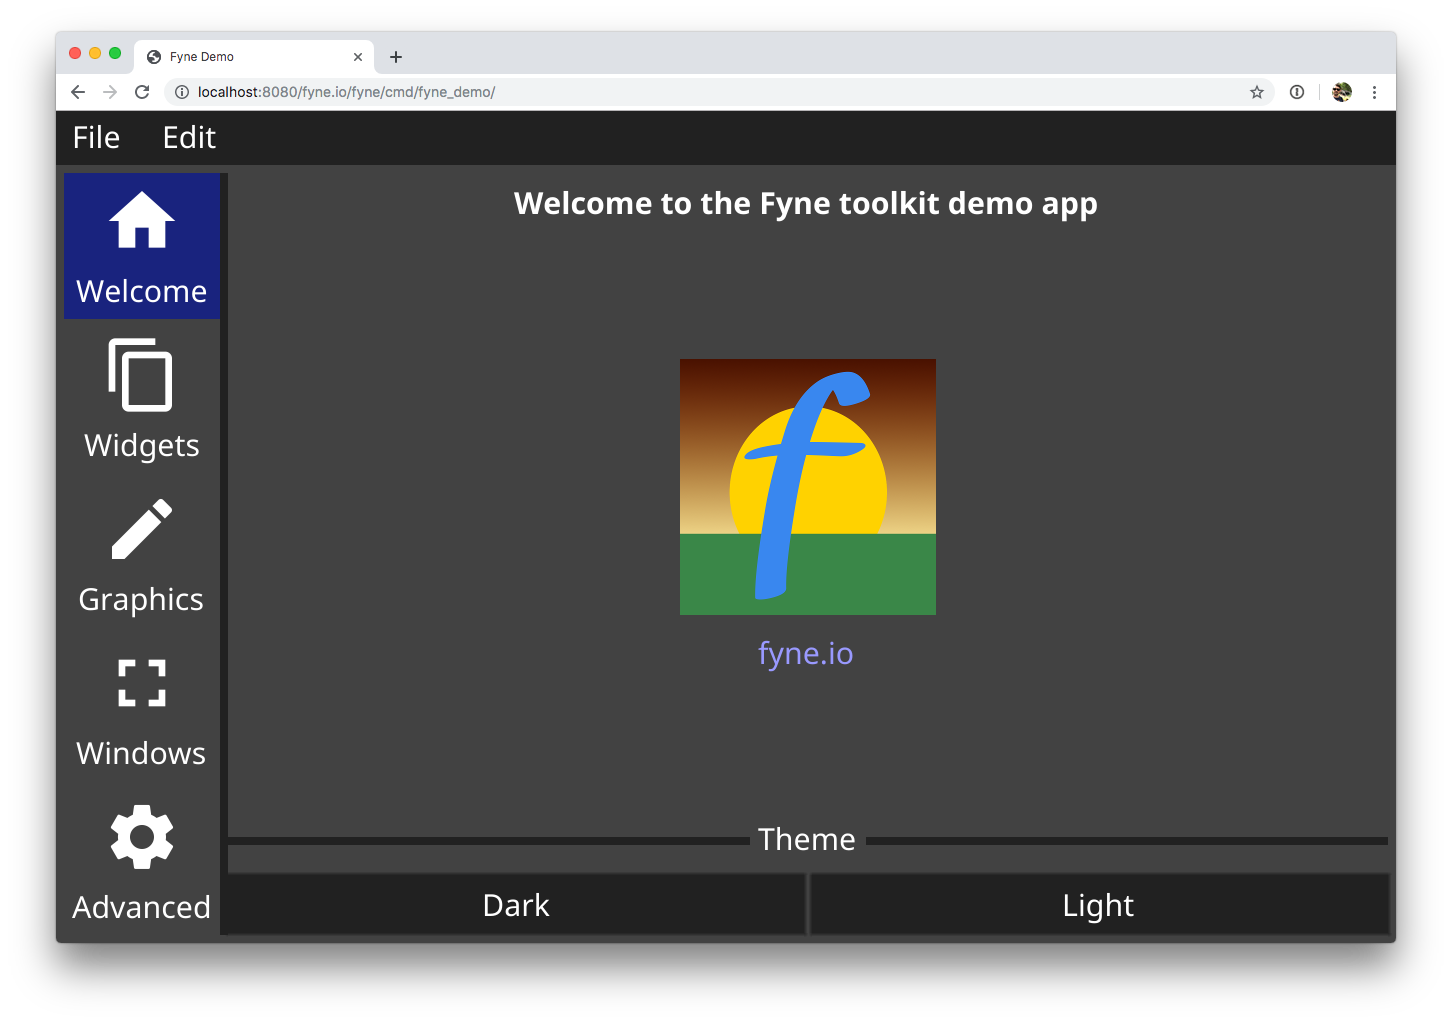 Fyne Demo
localhost:8080/fyne.io/fyne/cmd/fyne_demo/
File Edit
Welcome
Widgets
Graphics
Windows
Advanced
Welcome to the Fyne toolkit demo app
f
fyne.io
Theme
Dark Light